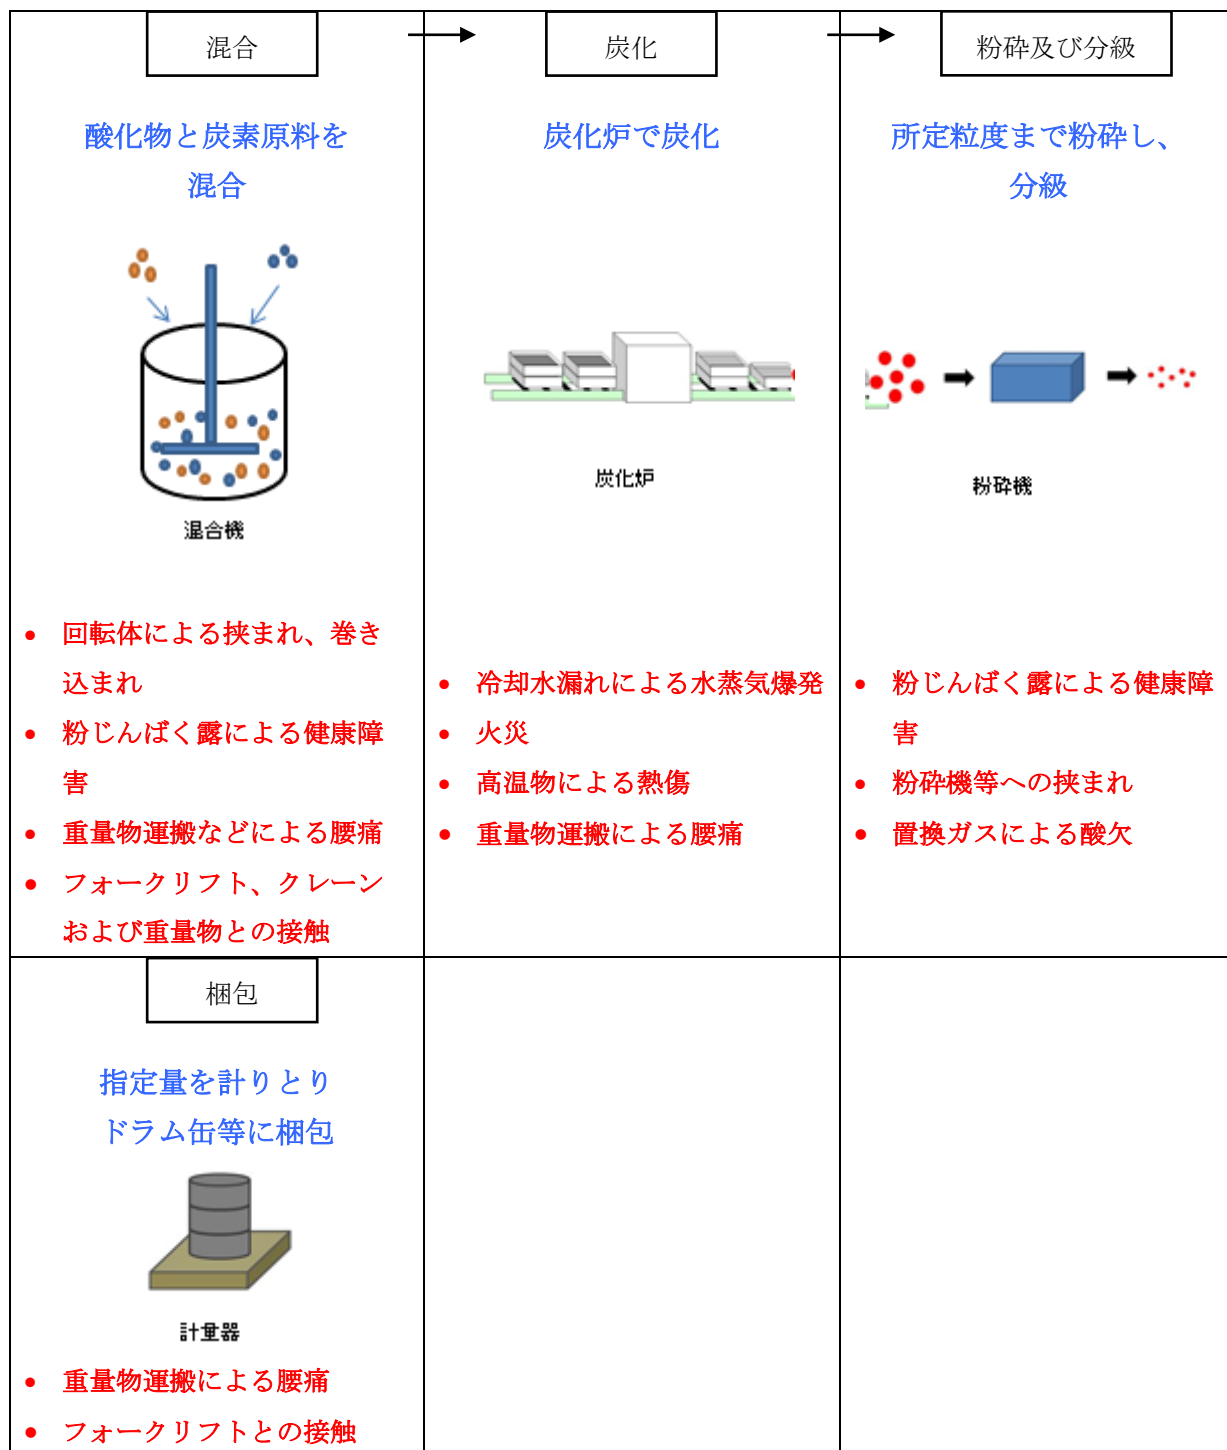 混合
酸化物と炭素原料を
混合
混合機
• 回転体による挟まれ、巻き
込まれ
• 粉じんばく露による健康障
害
• 重量物運搬などによる腰痛
• フォークリフト、クレーン
および重量物との接触
炭化
炭化炉で炭化
炭化炉
• 冷却水漏れによる水蒸気爆発
• 火災
• 高温物による熱傷
• 重量物運搬による腰痛
粉砕及び分級
所定粒度まで粉砕し、
分級
粉砕機
• 粉じんばく露による健康障
害
• 粉砕機等への挟まれ
• 置換ガスによる酸欠
梱包
指定量を計りとり
ドラム缶等に梱包
計量器
• 重量物運搬による腰痛
• フォークリフトとの接触